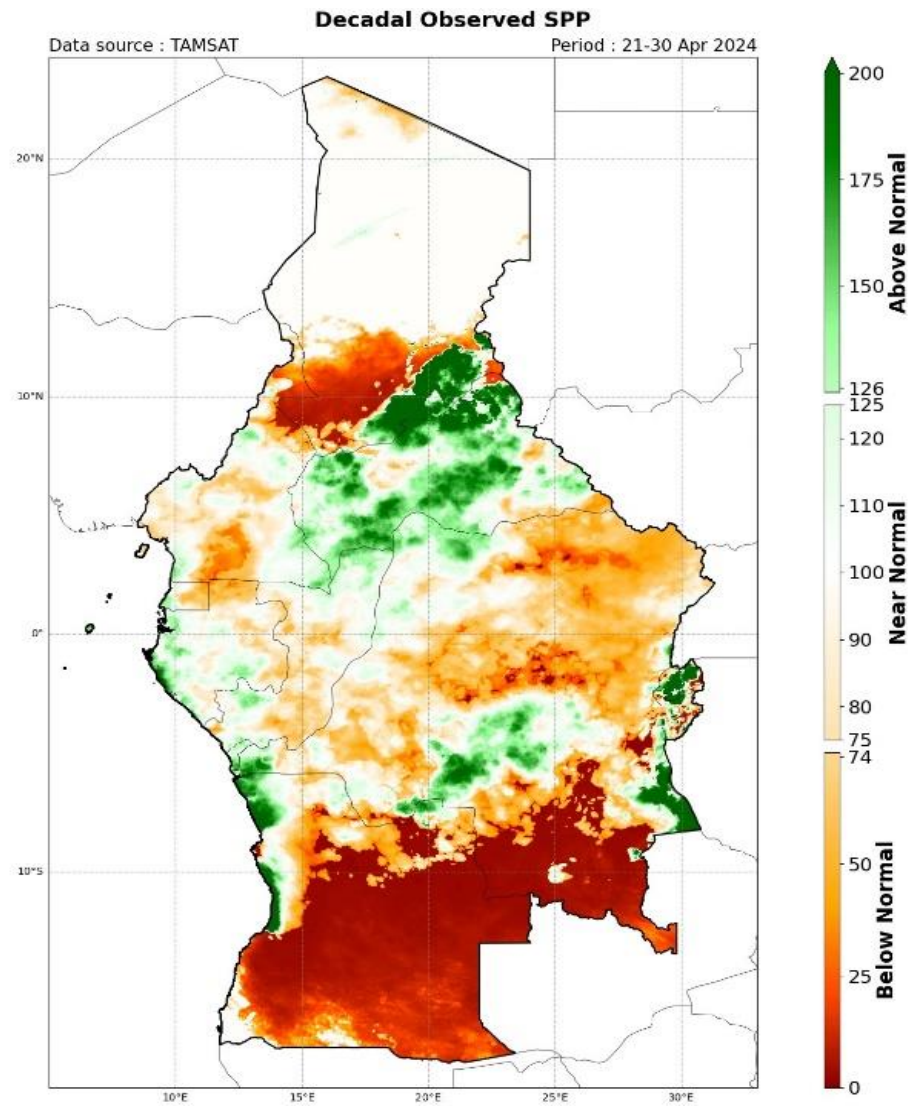 Decadal Observed SPP
Data source : TAMSAT
Period : 21-30 Apr 2024
20°N
10°N
0°
10°S
10°E
15°E
20°E
25°E
30°E
200
175
150
126
125
120
110
100
90
80
75
74
50
25
0
Above Normal
Near Normal
Below Normal